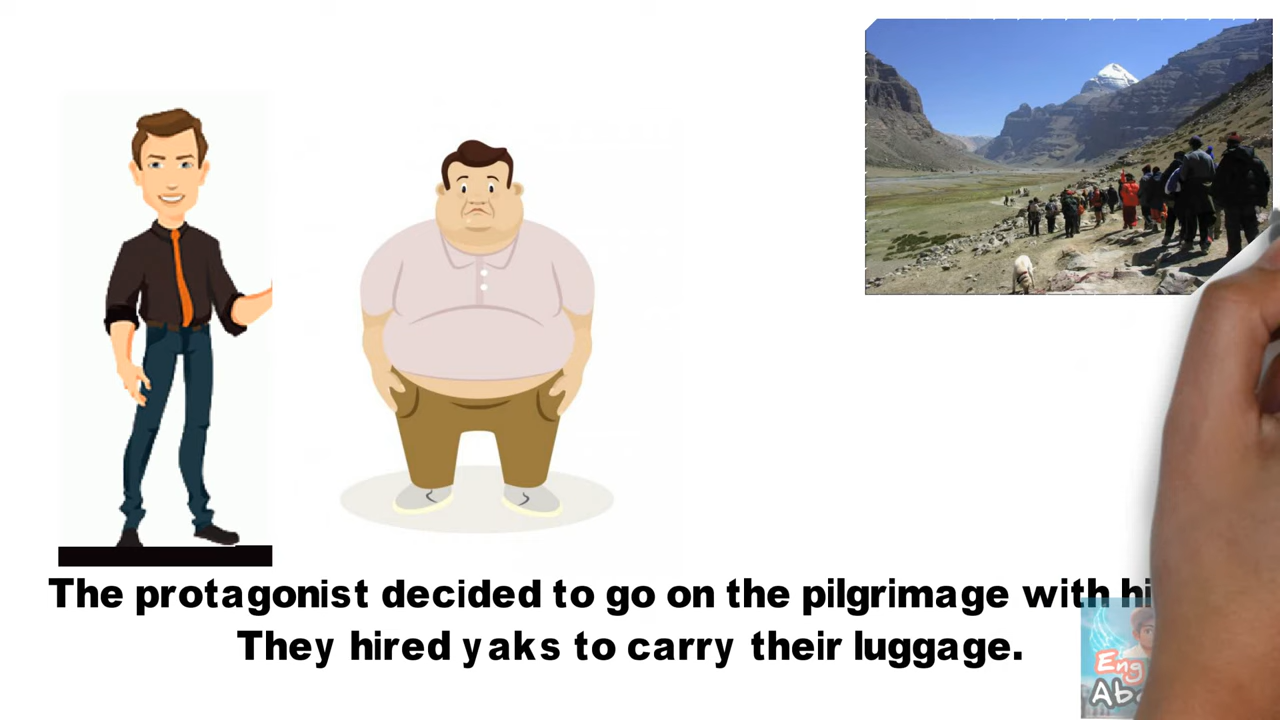 The protagonist decided to go on the pilgrimage with
They hired yaks to carry their luggage.